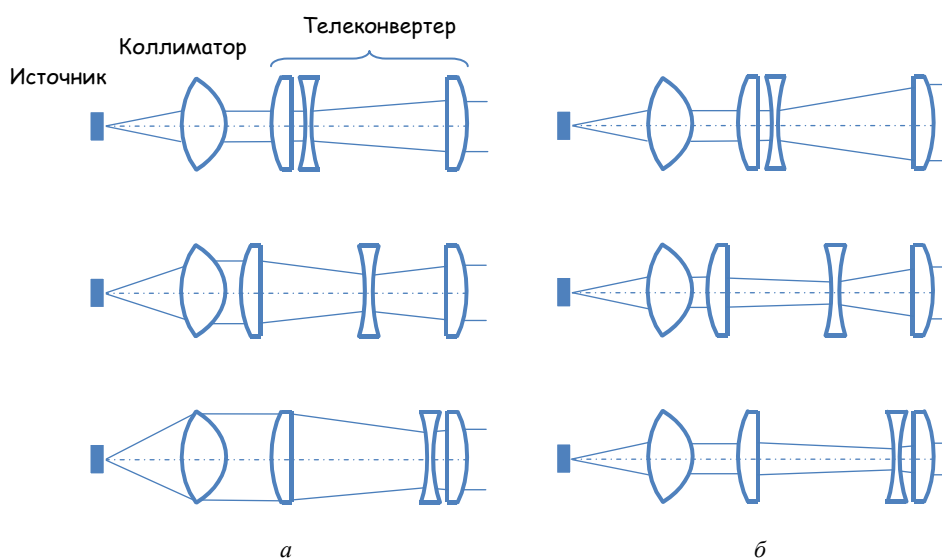 Телеконвертер
Коллиматор
Источник
а
б